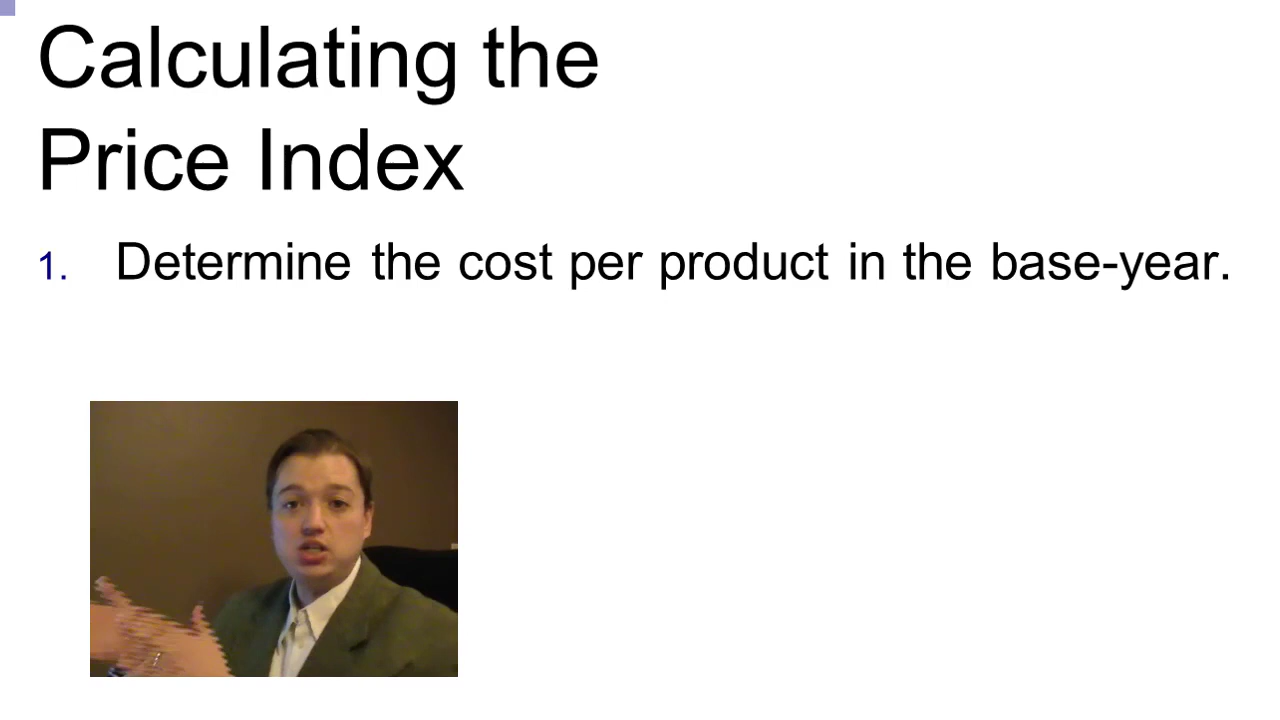 Calculating the
Price Index
1. Determine the cost per product in the base-year.